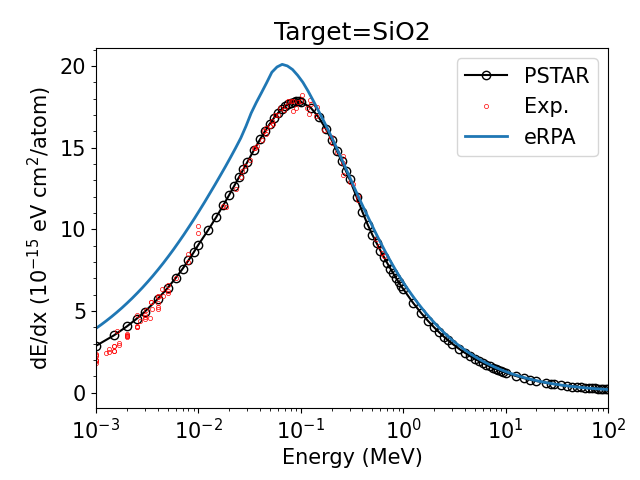 Target=SiO2
PSTAR
Exp.
eRPA
dE/dx (10⁻¹⁵ eV cm²/atom)
20
15
10
5
0
10⁻³ 10⁻² 10⁻¹ 10⁰ 10¹ 10²
Energy (MeV)